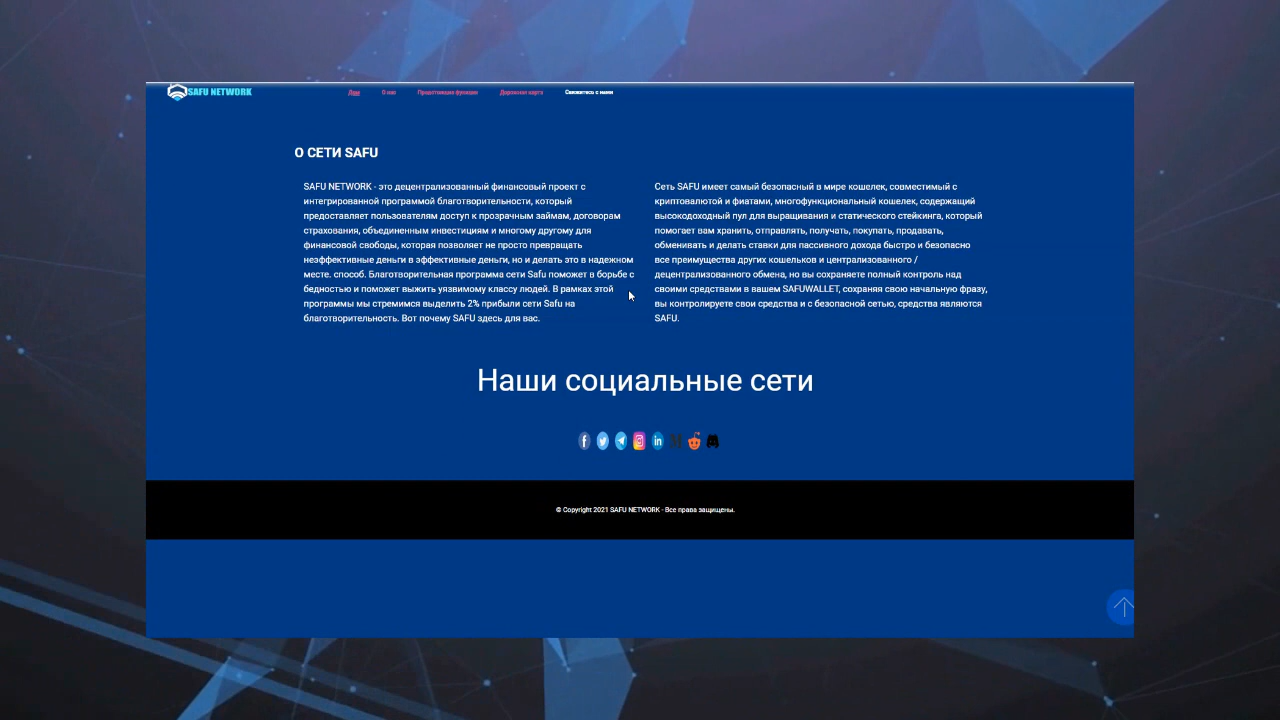 SAFU NETWORK
Дом О нас Предстоящие функции Дорожная карта Свяжитесь с нами
О СЕТИ SAFU
SAFU NETWORK - это децентрализованный финансовый проект с
интегрированной программой благотворительности, который
предоставляет пользователям доступ к прозрачным займам, договорам
страхования, объединенным инвестициям и многому другому для
финансовой свободы, которая позволяет не просто превращать
неэффективные деньги в эффективные деньги, но и делать это в надежном
месте. способ. Благотворительная программа сети Safu поможет в борьбе с
бедностью и поможет выжить уязвимому классу людей. В рамках этой
программы мы стремимся выделить 2% прибыли сети Safu на
благотворительность. Вот почему SAFU здесь для вас.
Сеть SAFU имеет самый безопасный в мире кошелек, совместимый с
криптовалютой и фиатами, многофункциональный кошелек, содержащий
высокодоходный пул для выращивания и статического стейкинга, который
помогает вам хранить, отправлять, получать, покупать, продавать,
обменивать и делать ставки для пассивного дохода быстро и безопасно
все преимущества других кошельков и централизованного /
децентрализованного обмена, но вы сохраняете полный контроль над
своими средствами в вашем SAFUWALLET, сохраняя свою начальную фразу,
вы контролируете свои средства и с безопасной сетью, средства являются
SAFU.
Наши социальные сети
© Copyright 2021 SAFU NETWORK - Все права защищены.